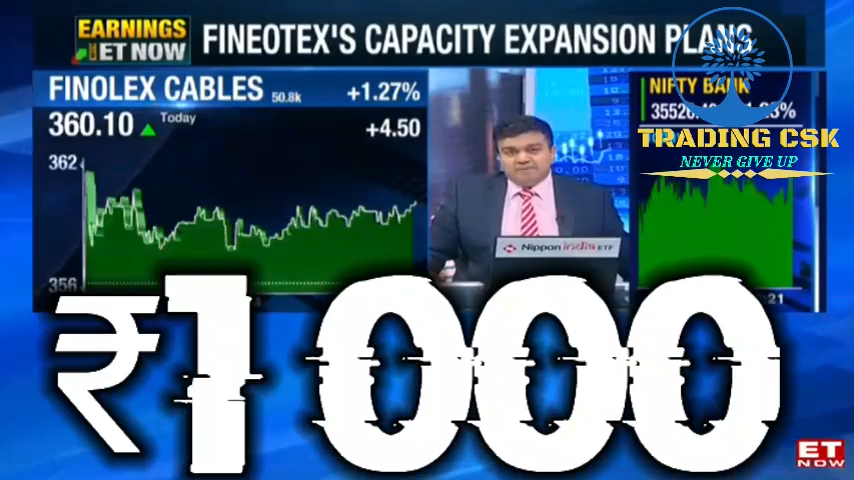 EARNINGS
ET NOW
FINEOTEX'S CAPACITY EXPANSION PLANS
FINOLEX CABLES 50.8k +1.27%
360.10 Today +4.50
362
356
NIFTY BANK
TRADING CSK
NEVER GIVE UP
Nippon india ETF
₹1000
ET
NOW